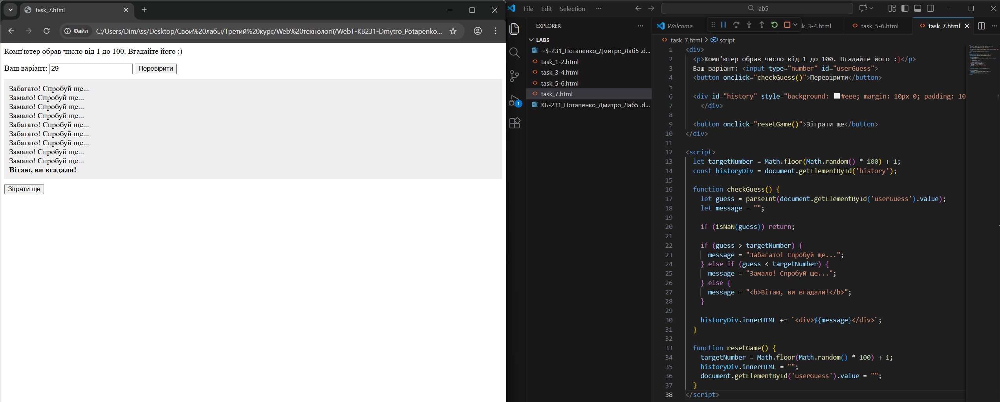 task_7.html
Файл
C:/Users/DimAss/Desktop/Свои%20лабы/Третий%20курс/Web%20технології/WebT-KB231-Dmytro_Potapenko...
Комп'ютер обрав число від 1 до 100. Вгадайте його :)
Ваш варіант: 29 Перевірити
Забагато! Спробуй ще...
Замало! Спробуй ще...
Замало! Спробуй ще...
Замало! Спробуй ще...
Забагато! Спробуй ще...
Забагато! Спробуй ще...
Забагато! Спробуй ще...
Замало! Спробуй ще...
Замало! Спробуй ще...
Вітаю, ви вгадали!
Зіграти ще
File Edit Selection ··· lab5
EXPLORER ···
LAB5
~$-231_Потапенко_Дмитро_Лаб5 .d...
task_1-2.html
task_3-4.html
task_5-6.html
task_7.html
КБ-231_Потапенко_Дмитро_Лаб5 .d...
1
Welcome k_3-4.html task_5-6.html task_7.html ···
task_7.html > script
1 <div>
2 <p>Комп'ютер обрав число від 1 до 100. Вгадайте його :)</p>
3 Ваш варіант: <input type="number" id="userGuess">
4 <button onclick="checkGuess()">Перевірити</button>
5
6 <div id="history" style="background: #eee; margin: 10px 0; padding: 10
7 </div>
8
9 <button onclick="resetGame()">Зіграти ще</button>
10 </div>
11
12 <script>
13 let targetNumber = Math.floor(Math.random() * 100) + 1;
14 const historyDiv = document.getElementById('history');
15
16 function checkGuess() {
17 let guess = parseInt(document.getElementById('userGuess').value);
18 let message = "";
19
20 if (isNaN(guess)) return;
21
22 if (guess > targetNumber) {
23 message = "Забагато! Спробуй ще...";
24 } else if (guess < targetNumber) {
25 message = "Замало! Спробуй ще...";
26 } else {
27 message = "<b>Вітаю, ви вгадали!</b>";
28 }
29
30 historyDiv.innerHTML += `<div>${message}</div>`;
31 }
32
33 function resetGame() {
34 targetNumber = Math.floor(Math.random() * 100) + 1;
35 historyDiv.innerHTML = "";
36 document.getElementById('userGuess').value = "";
37 }
38 </script>